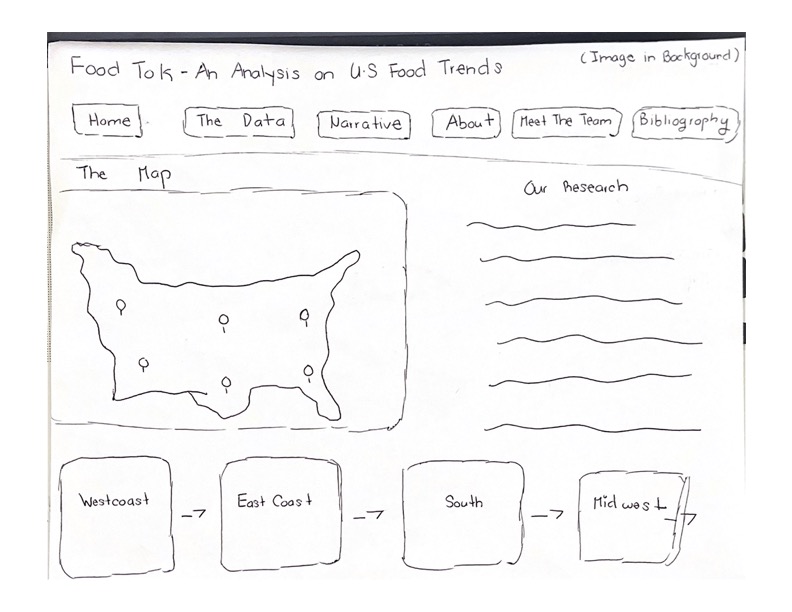 (Image in Background)
Food Tok - An Analysis on U.S Food Trends
Home The Data Narrative About Meet The Team Bibliography
The Map
Our Research
Westcoast East Coast South Midwest